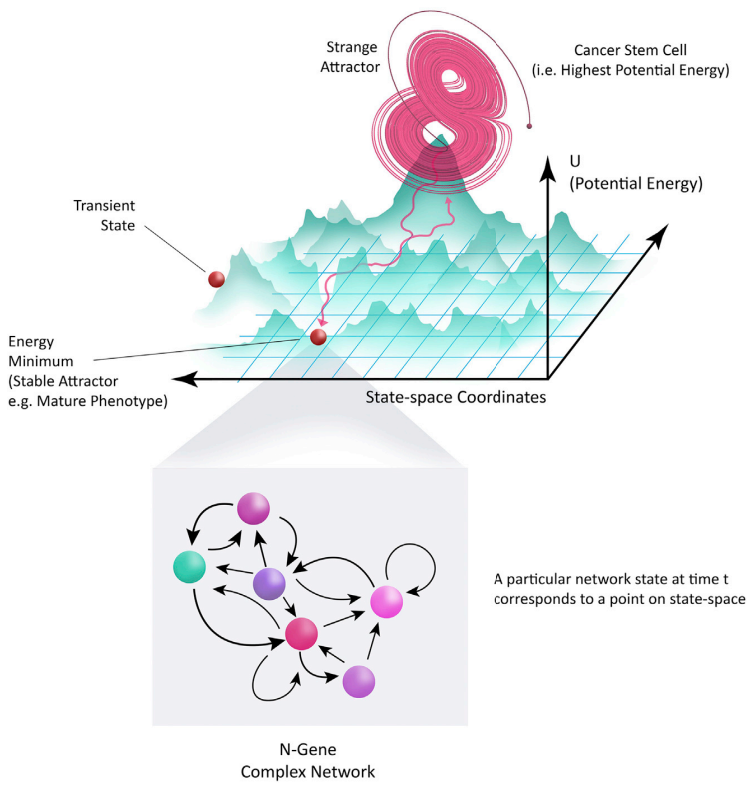 Strange
Attractor
Cancer Stem Cell
(i.e. Highest Potential Energy)
U
(Potential Energy)
Transient
State
Energy
Minimum
(Stable Attractor
e.g. Mature Phenotype)
State-space Coordinates
A particular network state at time t
corresponds to a point on state-space
N-Gene
Complex Network